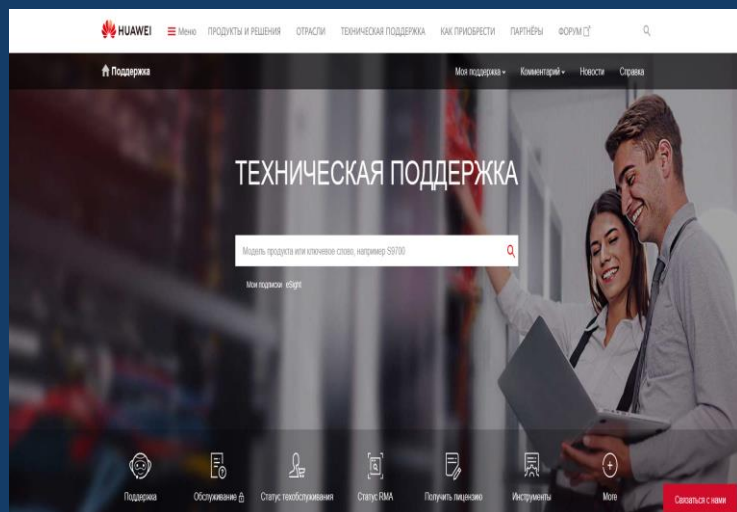 HUAWEI Меню ПРОДУКТЫ И РЕШЕНИЯ ОТРАСЛИ ТЕХНИЧЕСКАЯ ПОДДЕРЖКА КАК ПРИОБРЕСТИ ПАРТНЁРЫ ФОРУМ
Поддержка Моя поддержка Комментарий Новости Справка
ТЕХНИЧЕСКАЯ ПОДДЕРЖКА
Модель продукта или ключевое слово, например S9700
Мои подписки eSight
Поддержка Обслуживание Статус техобслуживания Статус RMA Получить лицензию Инструменты More
Связаться с нами